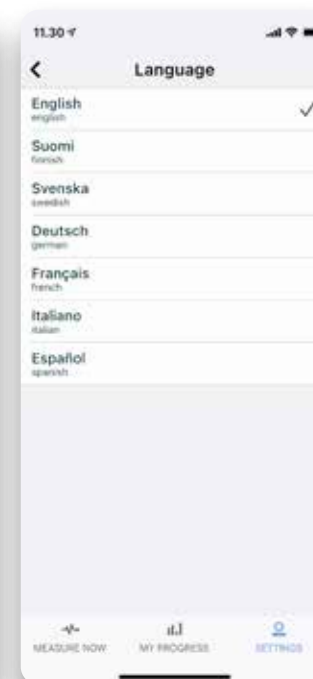 11.30
Language
English
english
Suomi
finnish
Svenska
swedish
Deutsch
german
Français
french
Italiano
italian
Español
spanish
MEASURE NOW
MY PROGRESS
SETTINGS